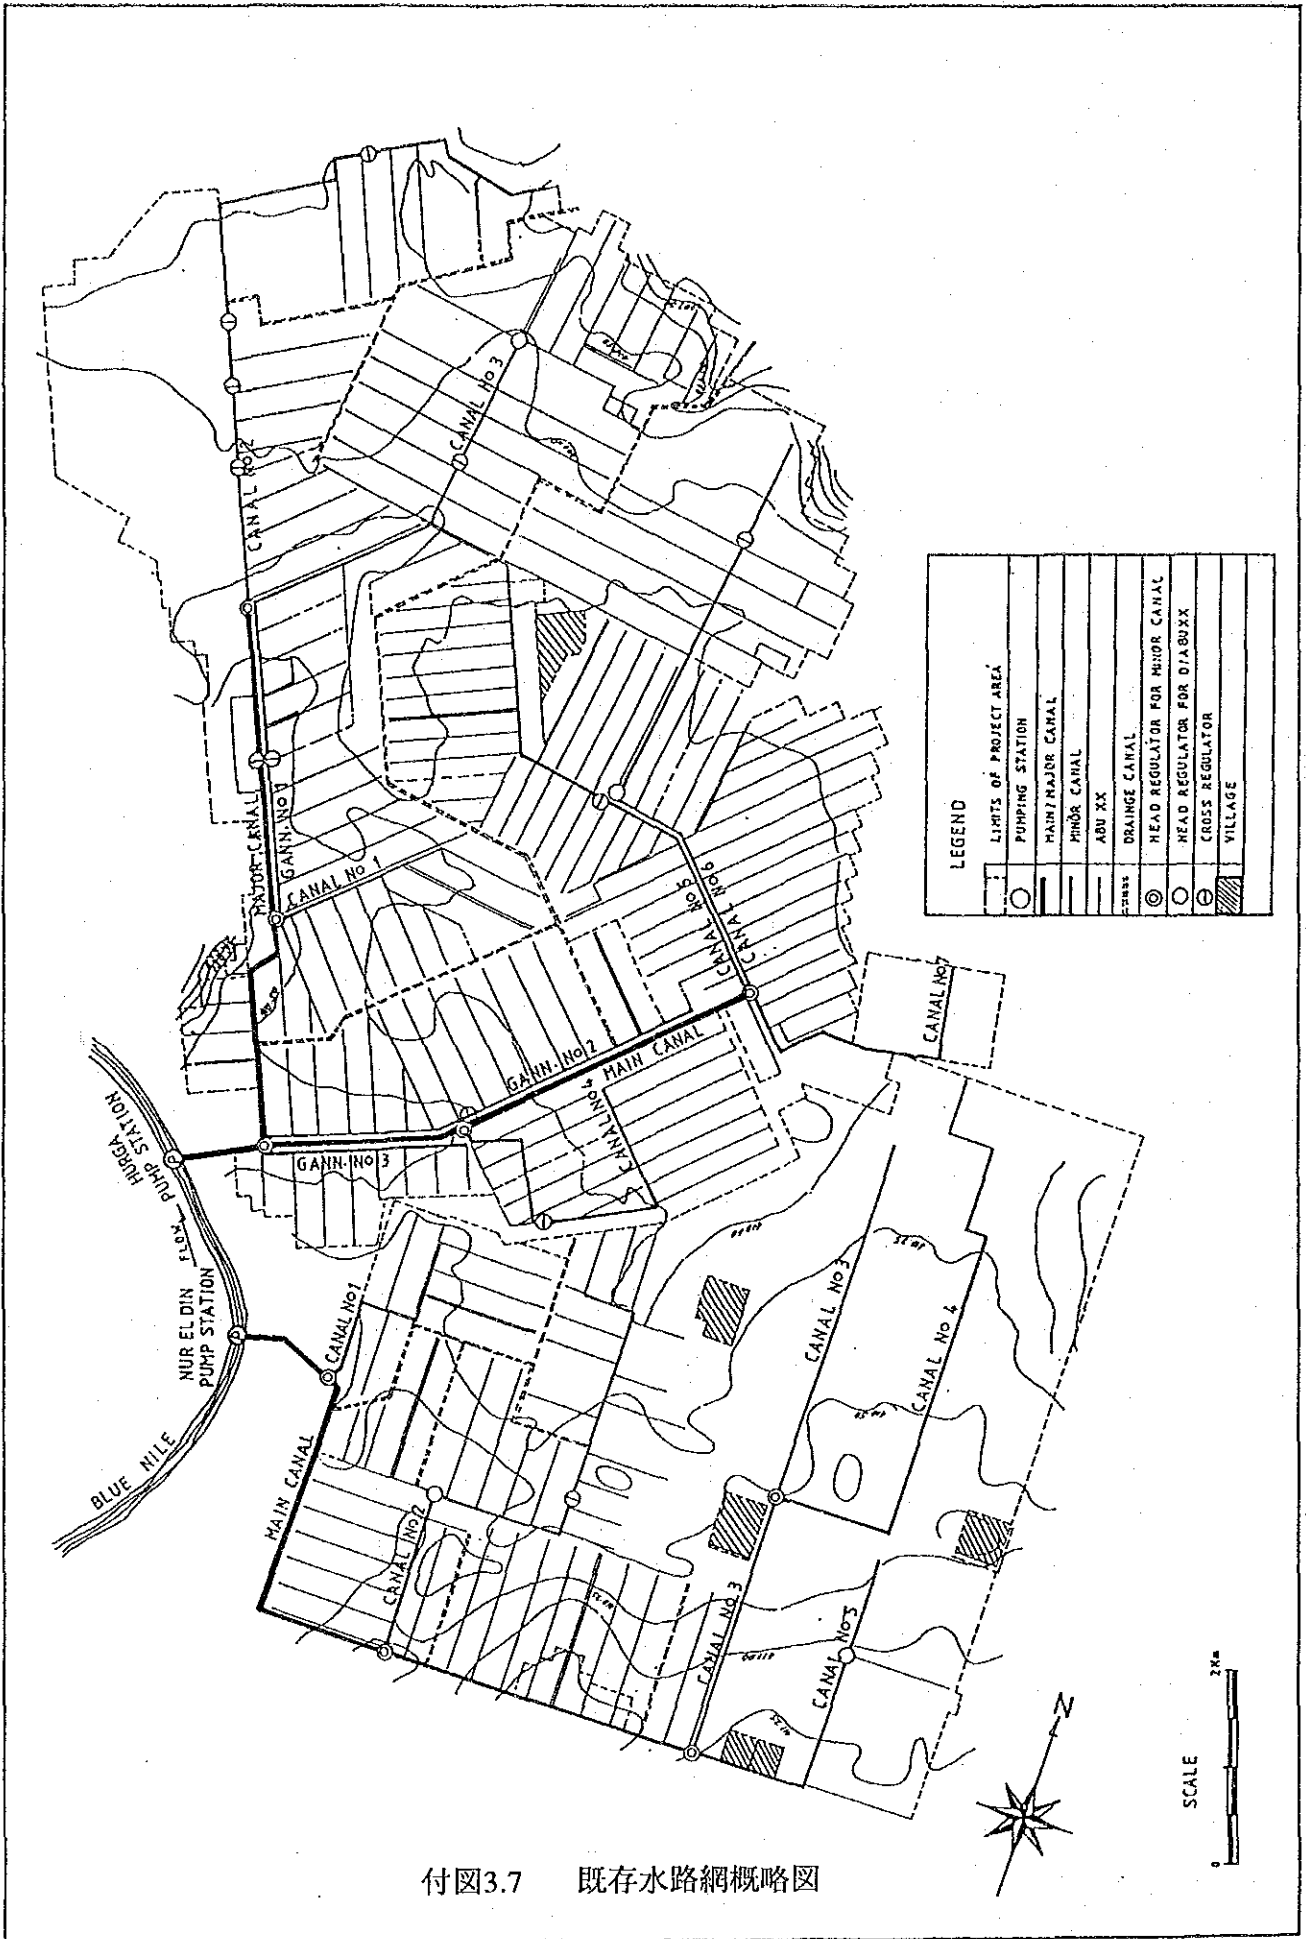 BLUE NILE
NUR EL DIN
PUMP STATION
FLOW
HURGA
PUMP STATION
MAIN CANAL
CANAL No 1
CANAL No 2
CANAL No 3
CANAL No 3
CANAL No 4
CANAL No 5
GANN. No 3
GANN. No 2
MAIN CANAL
CANAL No 4
MAJOR CANAL
GANN. No 1
CANAL No
CANAL No 2
CANAL No 3
CANAL No 5
CANAL No 6
CANAL No 7
LEGEND
LIMITS OF PROJECT AREA
PUMPING STATION
MAIN / MAJOR CANAL
MINOR CANAL
ABU XX
DRAINGE CANAL
HEAD REGULATOR FOR MINOR CANAL
HEAD REGULATOR FOR D/ABUXX
CROSS REGULATOR
VILLAGE
N
SCALE
0
2 Km
付図3.7 既存水路網概略図